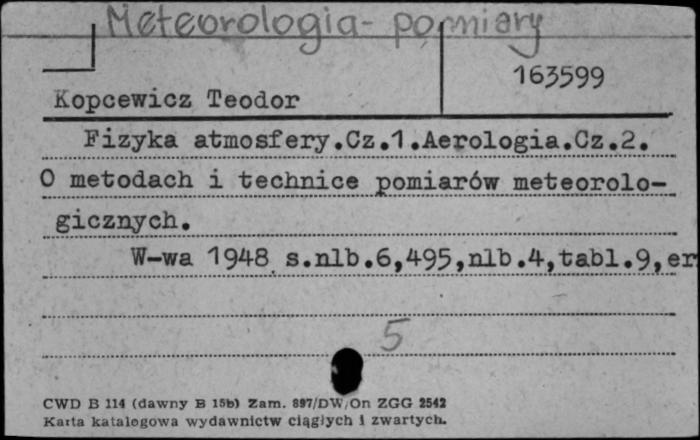 Meteorologia- pomiary
163599
Kopcewicz Teodor
Fizyka atmosfery.Cz.1.Aerologia.Cz.2.
O metodach i technice pomiarów meteorolo-
gicznych.
W-wa 1948 s.nlb.6,495,nlb.4,tabl.9,er
5
CWD B 114 (dawny B 15b) Zam. 897/DW/On ZGG 2542
Karta katalogowa wydawnictw ciągłych i zwartych.